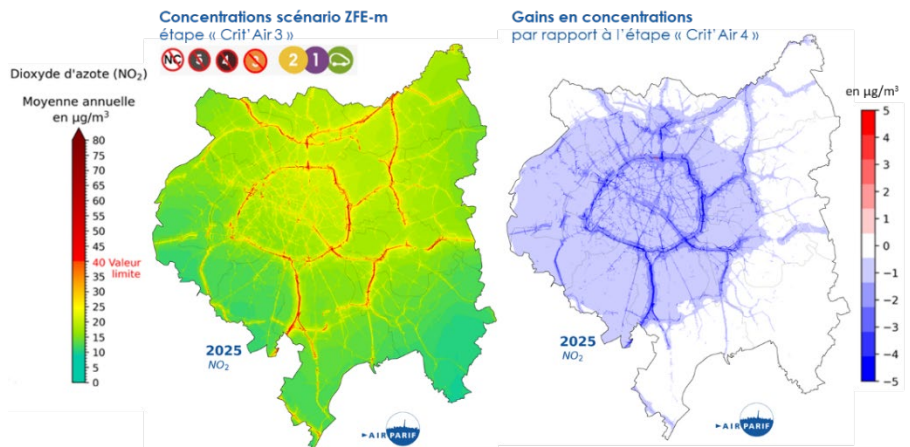 Concentrations scénario ZFE-m
étape « Crit'Air 3 »
NC
2
1
Dioxyde d'azote (NO₂)
Moyenne annuelle
en µg/m³
80
75
70
65
60
55
50
45
40 Valeur
limite
35
30
25
20
15
10
5
0
2025
NO₂
AIRPARIF
Gains en concentrations
par rapport à l'étape « Crit'Air 4 »
en µg/m³
5
4
3
2
1
0
−1
−2
−3
−4
−5
2025
NO₂
AIRPARIF